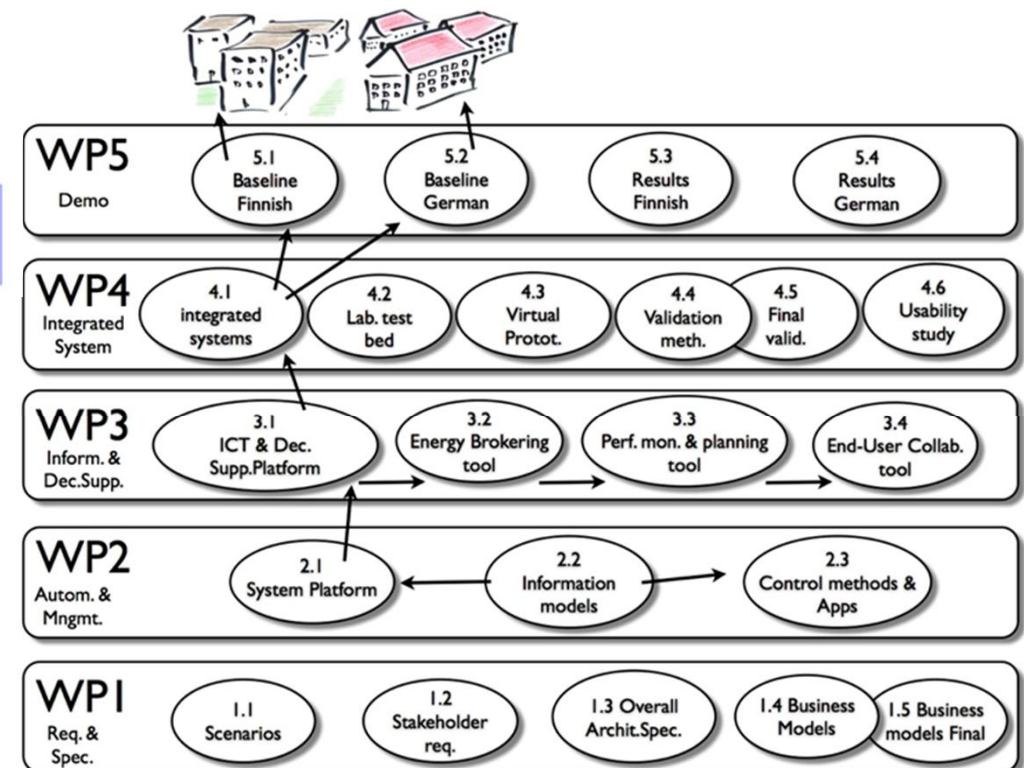 WP5
Demo
5.1
Baseline
Finnish
5.2
Baseline
German
5.3
Results
Finnish
5.4
Results
German
WP4
Integrated
System
4.1
integrated
systems
4.2
Lab. test
bed
4.3
Virtual
Protot.
4.4
Validation
meth.
4.5
Final
valid.
4.6
Usability
study
WP3
Inform. &
Dec.Supp.
3.1
ICT & Dec.
Supp.Platform
3.2
Energy Brokering
tool
3.3
Perf. mon. & planning
tool
3.4
End-User Collab.
tool
WP2
Autom. &
Mngmt.
2.1
System Platform
2.2
Information
models
2.3
Control methods &
Apps
WP1
Req. &
Spec.
1.1
Scenarios
1.2
Stakeholder
req.
1.3 Overall
Archit.Spec.
1.4 Business
Models
1.5 Business
models Final